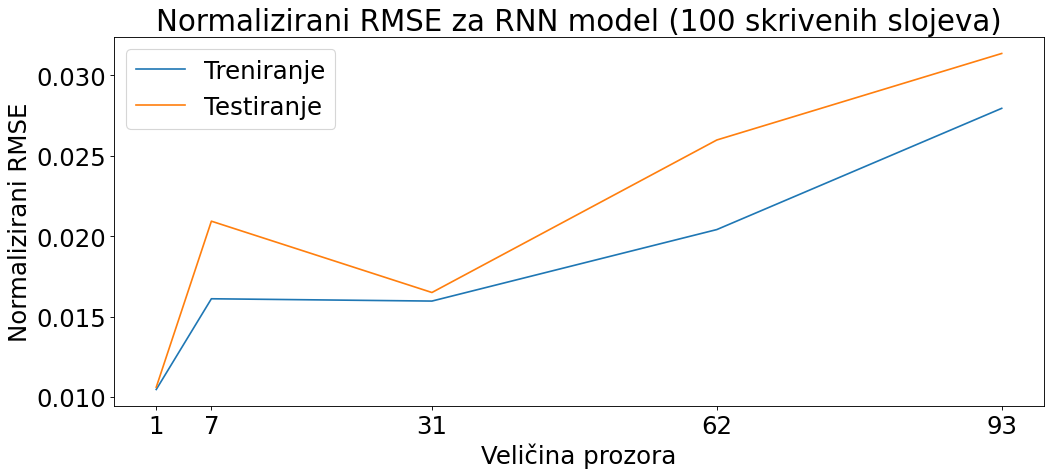 Normalizirani RMSE za RNN model (100 skrivenih slojeva)
Treniranje
Testiranje
Normalizirani RMSE
0.030
0.025
0.020
0.015
0.010
1 7 31 62 93
Veličina prozora